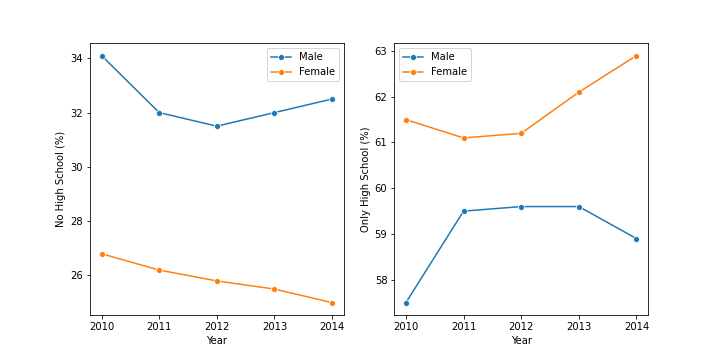 No High School (%)
34
32
30
28
26
Male
Female
2010 2011 2012 2013 2014
Year
Only High School (%)
63
62
61
60
59
58
Male
Female
2010 2011 2012 2013 2014
Year